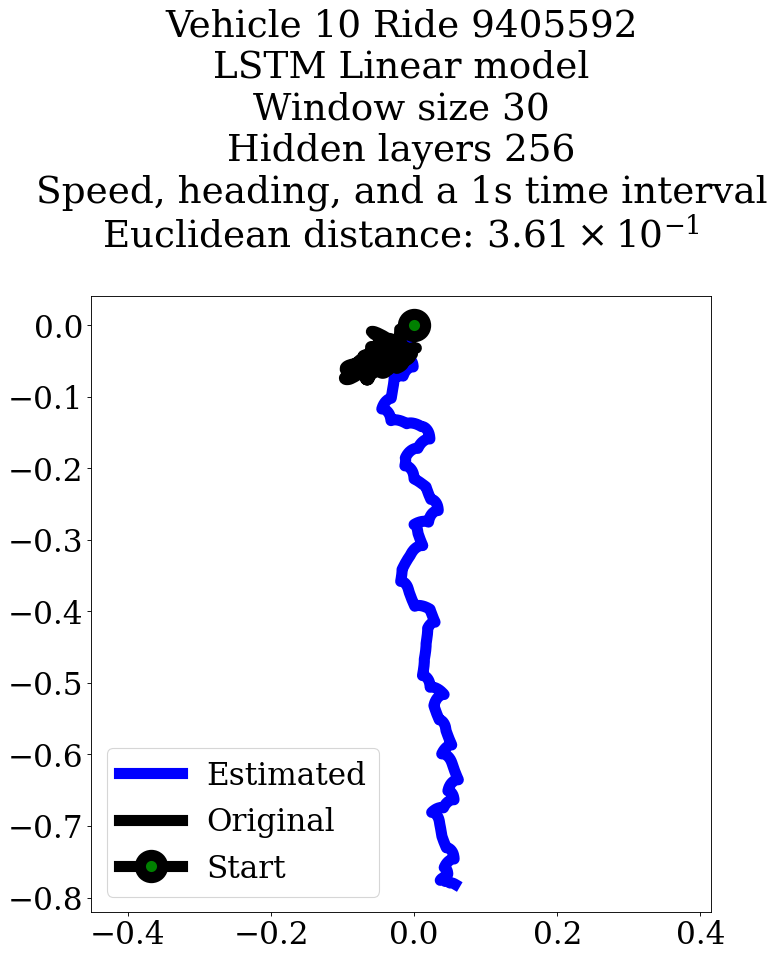 Vehicle 10 Ride 9405592
LSTM Linear model
Window size 30
Hidden layers 256
Speed, heading, and a 1s time interval
Euclidean distance: 3.61 × 10⁻¹
0.0
−0.1
−0.2
−0.3
−0.4
−0.5
−0.6
−0.7
−0.8
Estimated
Original
Start
−0.4
−0.2
0.0
0.2
0.4